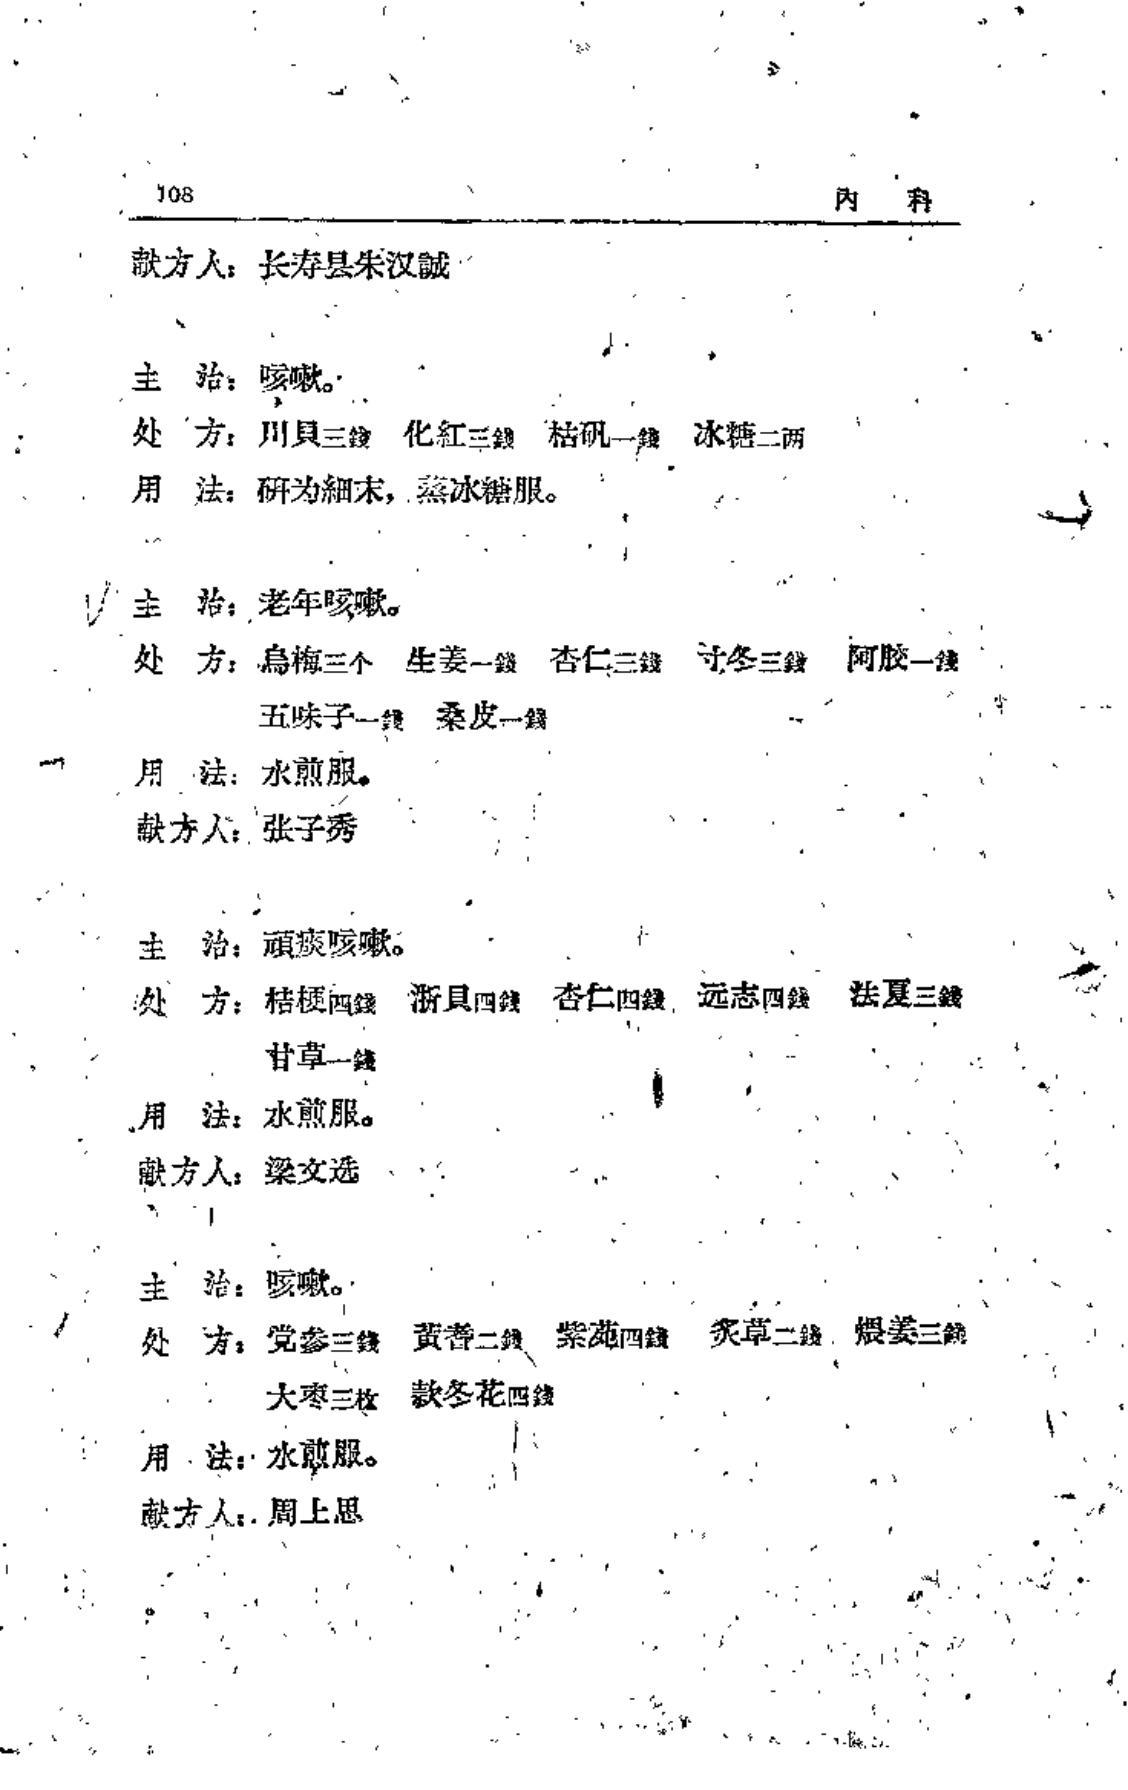 108 内 科
献方人：长寿县朱汉誠
主 治：咳嗽。
处 方：川貝三錢 化紅三錢 枯矾一錢 冰糖二两
用 法：研为細末，蒸冰糖服。
主 治：老年咳嗽。
处 方：烏梅三个 生姜一錢 杏仁三錢 寸冬三錢 阿胶一錢
五味子一錢 桑皮一錢
用 法：水煎服。
献方人：张子秀
主 治：頑痰咳嗽。
处 方：桔梗四錢 浙貝四錢 杏仁四錢 远志四錢 法夏三錢
甘草一錢
用 法：水煎服。
献方人：梁文选
主 治：咳嗽。
处 方：党参三錢 黃耆二錢 紫苑四錢 炙草二錢 煨姜三錢
大枣三枚 款冬花四錢
用 法：水煎服。
献方人：周上思